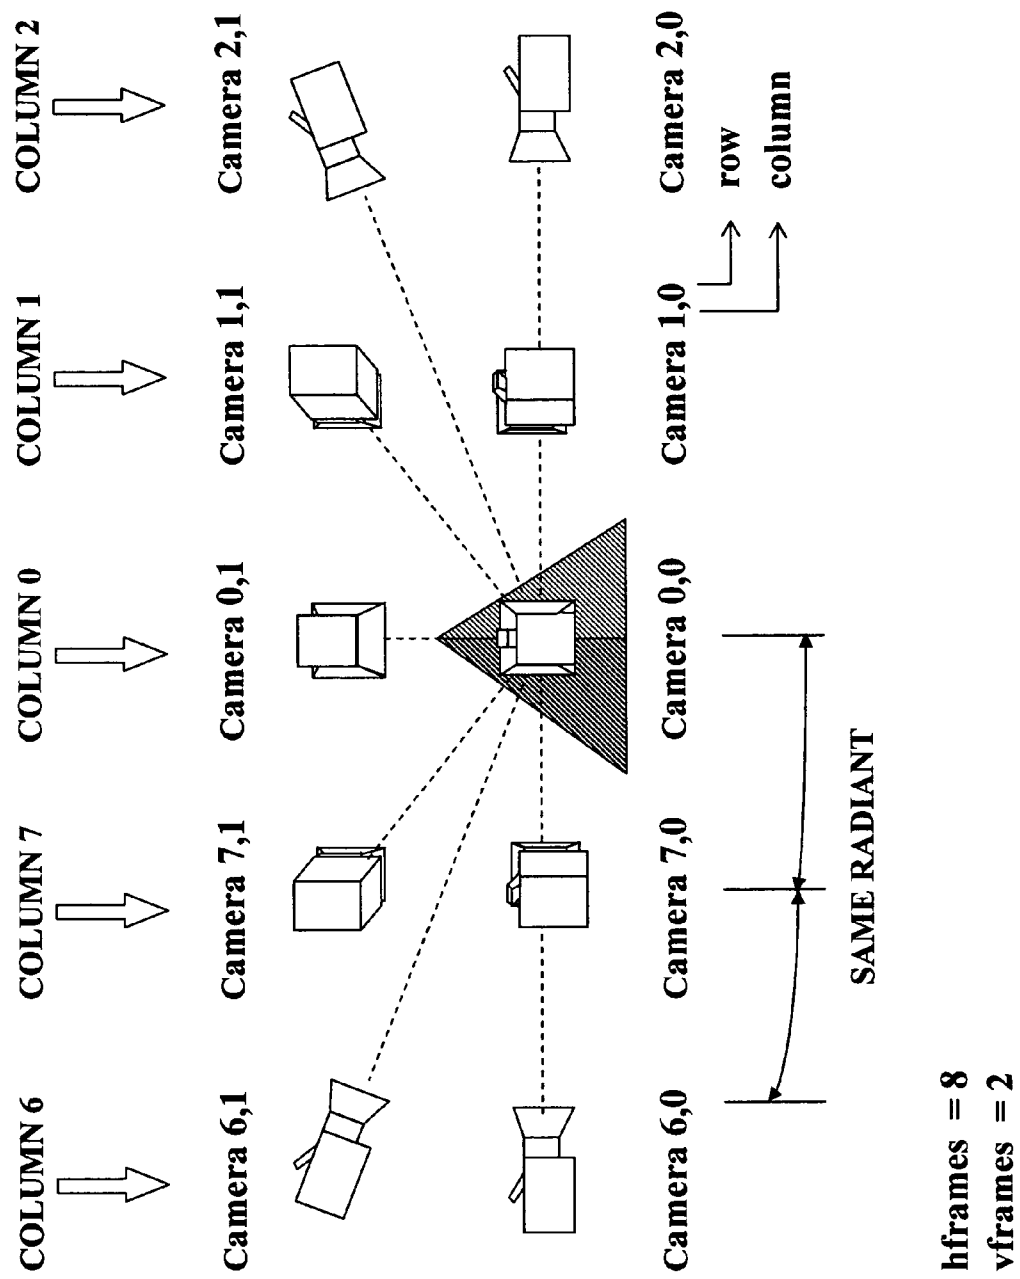 COLUMN 6
COLUMN 7
COLUMN 0
COLUMN 1
COLUMN 2
Camera 6,1
Camera 7,1
Camera 0,1
Camera 1,1
Camera 2,1
Camera 6,0
Camera 7,0
Camera 0,0
Camera 1,0
Camera 2,0
row
column
SAME RADIANT
hframes = 8
vframes = 2